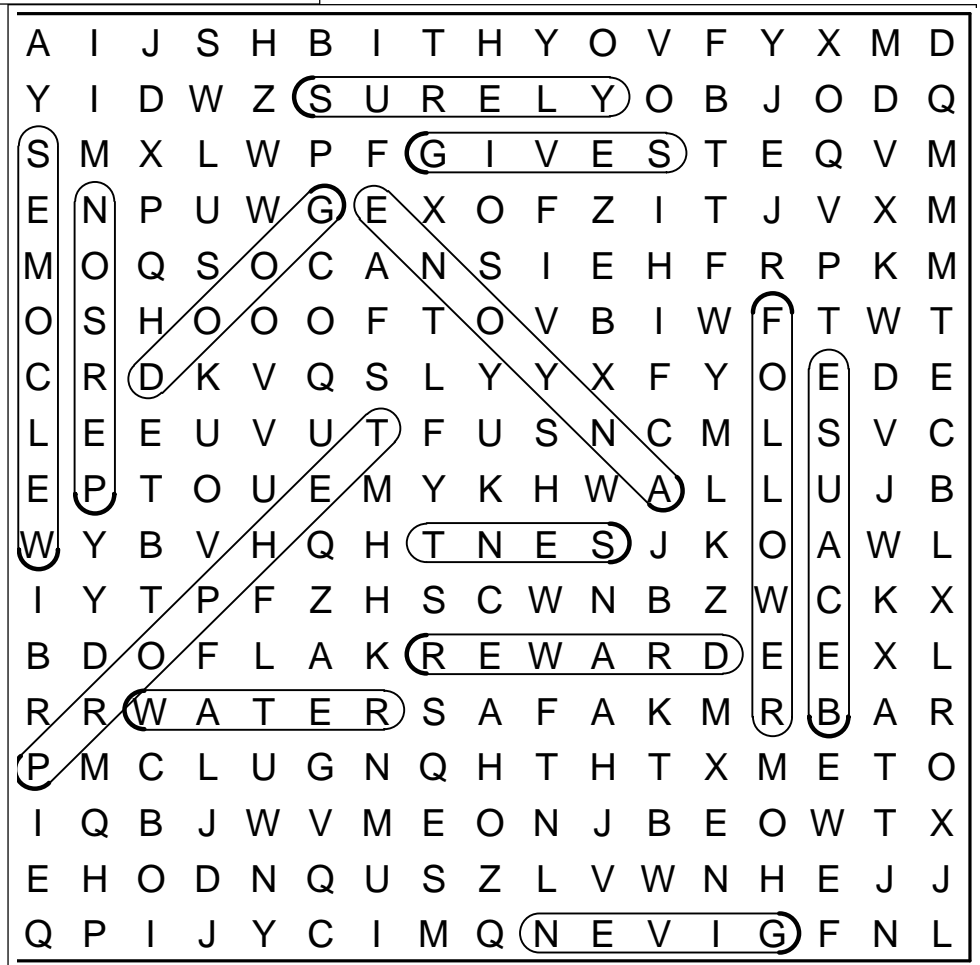 A I J S H B I T H Y O V F Y X M D
Y I D W Z S U R E L Y O B J O D Q
S M X L W P F G I V E S T E Q V M
E N P U W G E X O F Z I T J V X M
M O Q S O C A N S I E H F R P K M
O S H O O O F T O V B I W F T W T
C R D K V Q S L Y Y X F Y O E D E
L E E U V U T F U S N C M L S V C
E P T O U E M Y K H W A L L U J B
W Y B V H Q H T N E S J K O A W L
I Y T P F Z H S C W N B Z W C K X
B D O F L A K R E W A R D E E X L
R R W A T E R S A F A K M R B A R
P M C L U G N Q H T H T X M E T O
I Q B J W V M E O N J B E O W T X
E H O D N Q U S Z L V W N H E J J
Q P I J Y C I M Q N E V I G F N L